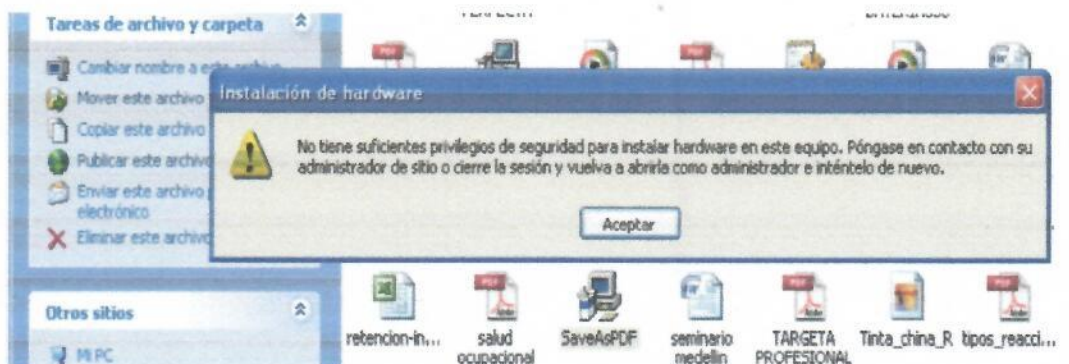 Tareas de archivo y carpeta
Cambiar nombre a este archivo
Mover este archivo
Copiar este archivo
Publicar este archivo
Enviar este archivo
electrónico
Eliminar este archivo
Instalación de hardware
No tiene suficientes privilegios de seguridad para instalar hardware en este equipo. Póngase en contacto con su
administrador de sitio o cierre la sesión y vuelva a abrirla como administrador e inténtelo de nuevo.
Aceptar
Otros sitios
MI PC
retencion-in...
salud
ocupacional
SaveAsPDF
seminario
medellin
TARGETA
PROFESIONAL
Tinta_china_R
tipos_reacci...